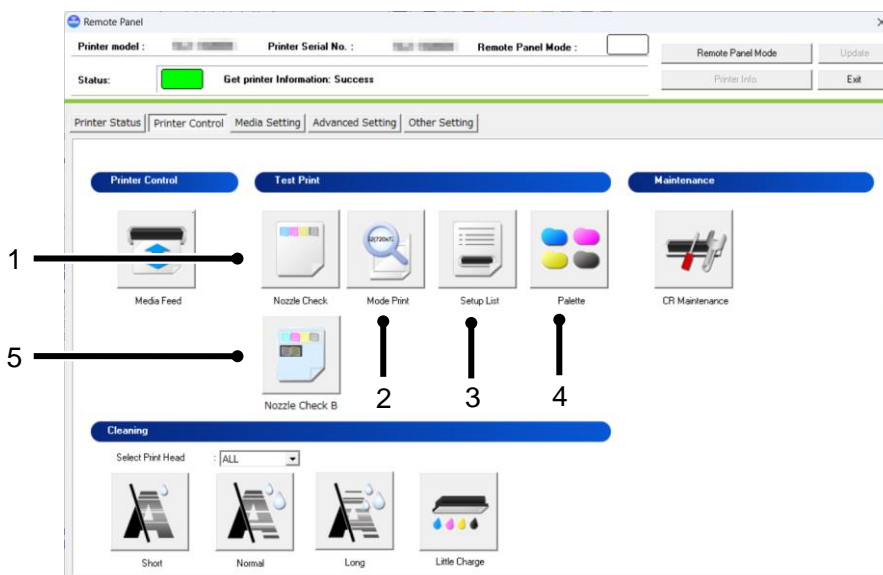 Remote Panel
Printer model : Printer Serial No. : Remote Panel Mode :
Remote Panel Mode Update
Status: Get printer Information: Success
Printer Info. Exit
Printer Status Printer Control Media Setting Advanced Setting Other Setting
Printer Control Test Print Maintenance
1
Media Feed Nozzle Check Mode Print Setup List Palette CR Maintenance
5
2 3 4
Nozzle Check B
Cleaning
Select Print Head : ALL
Short Normal Long Little Charge